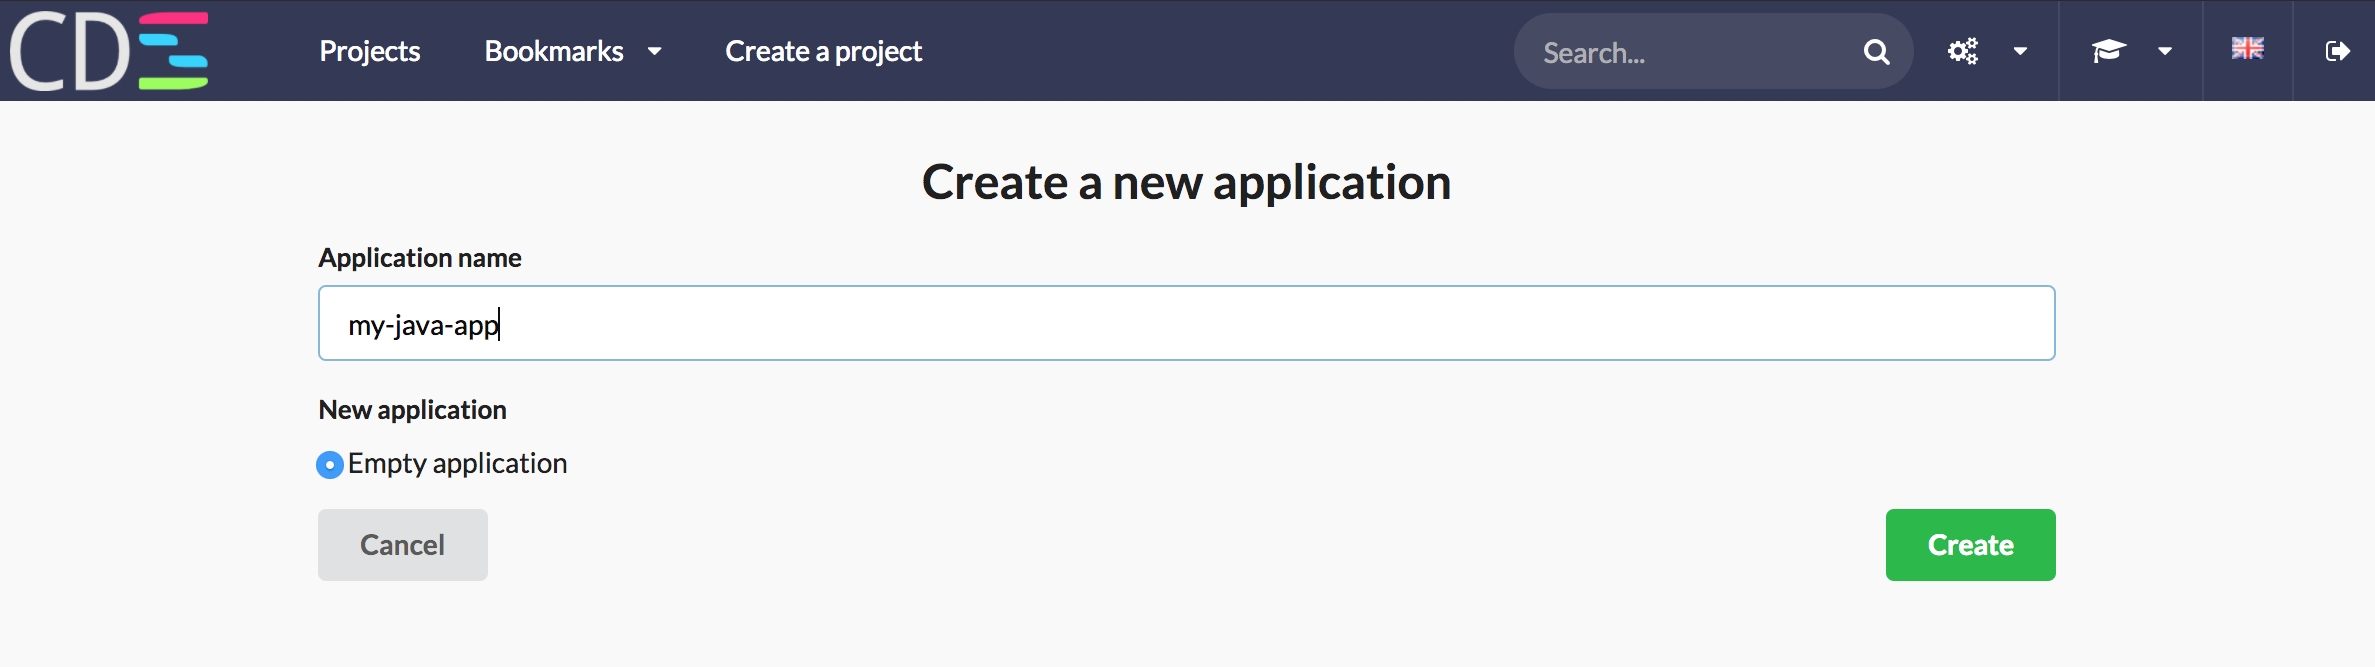 CDS Projects Bookmarks Create a project Search...
Create a new application
Application name
my-java-app
New application
Empty application
Cancel Create